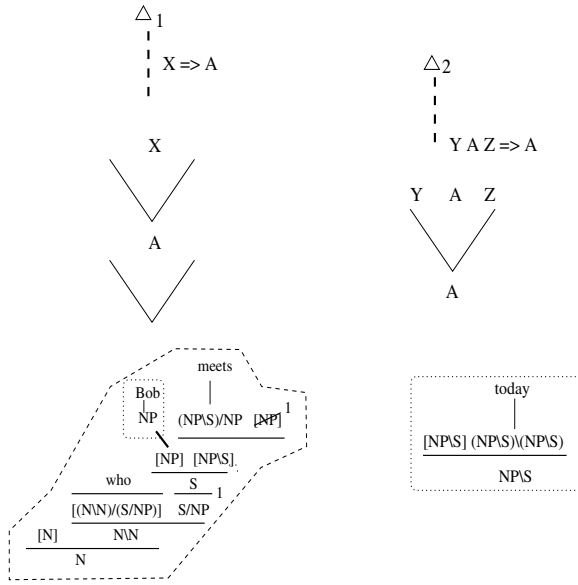 △1
X => A
X
A
△2
Y A Z => A
Y A Z
A
meets
Bob
NP (NP\S)/NP [NP] 1
[NP] [NP\S]
who S
1
[(N\N)/(S/NP)] S/NP
[N] N\N
N
today
[NP\S] (NP\S)\(NP\S)
NP\S